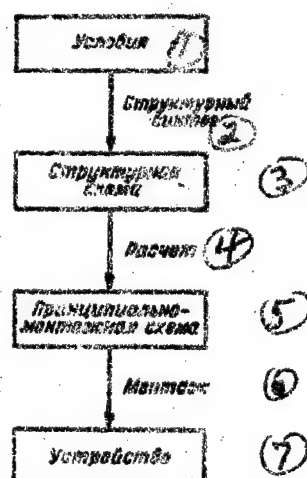 Условия 1
Структурный
синтез
2
Структурная
схема 3
Расчет 4
Принципиально-
монтажная схема 5
Монтаж 6
Устройство 7